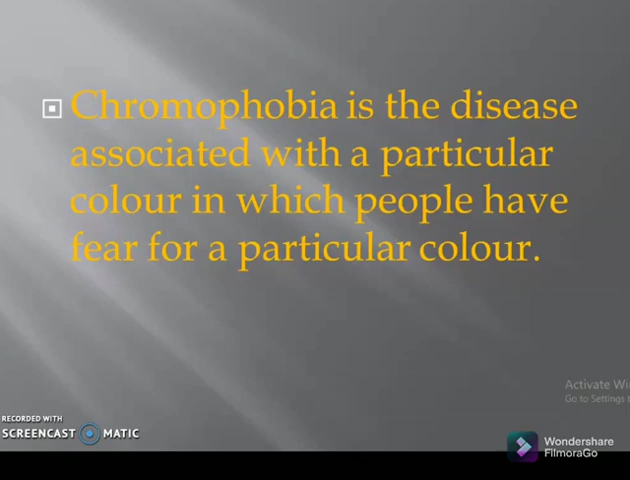 Chromophobia is the disease
associated with a particular
colour in which people have
fear for a particular colour.
Activate Wi
Go to Settings t
RECORDED WITH
SCREENCAST MATIC
Wondershare
FilmoraGo